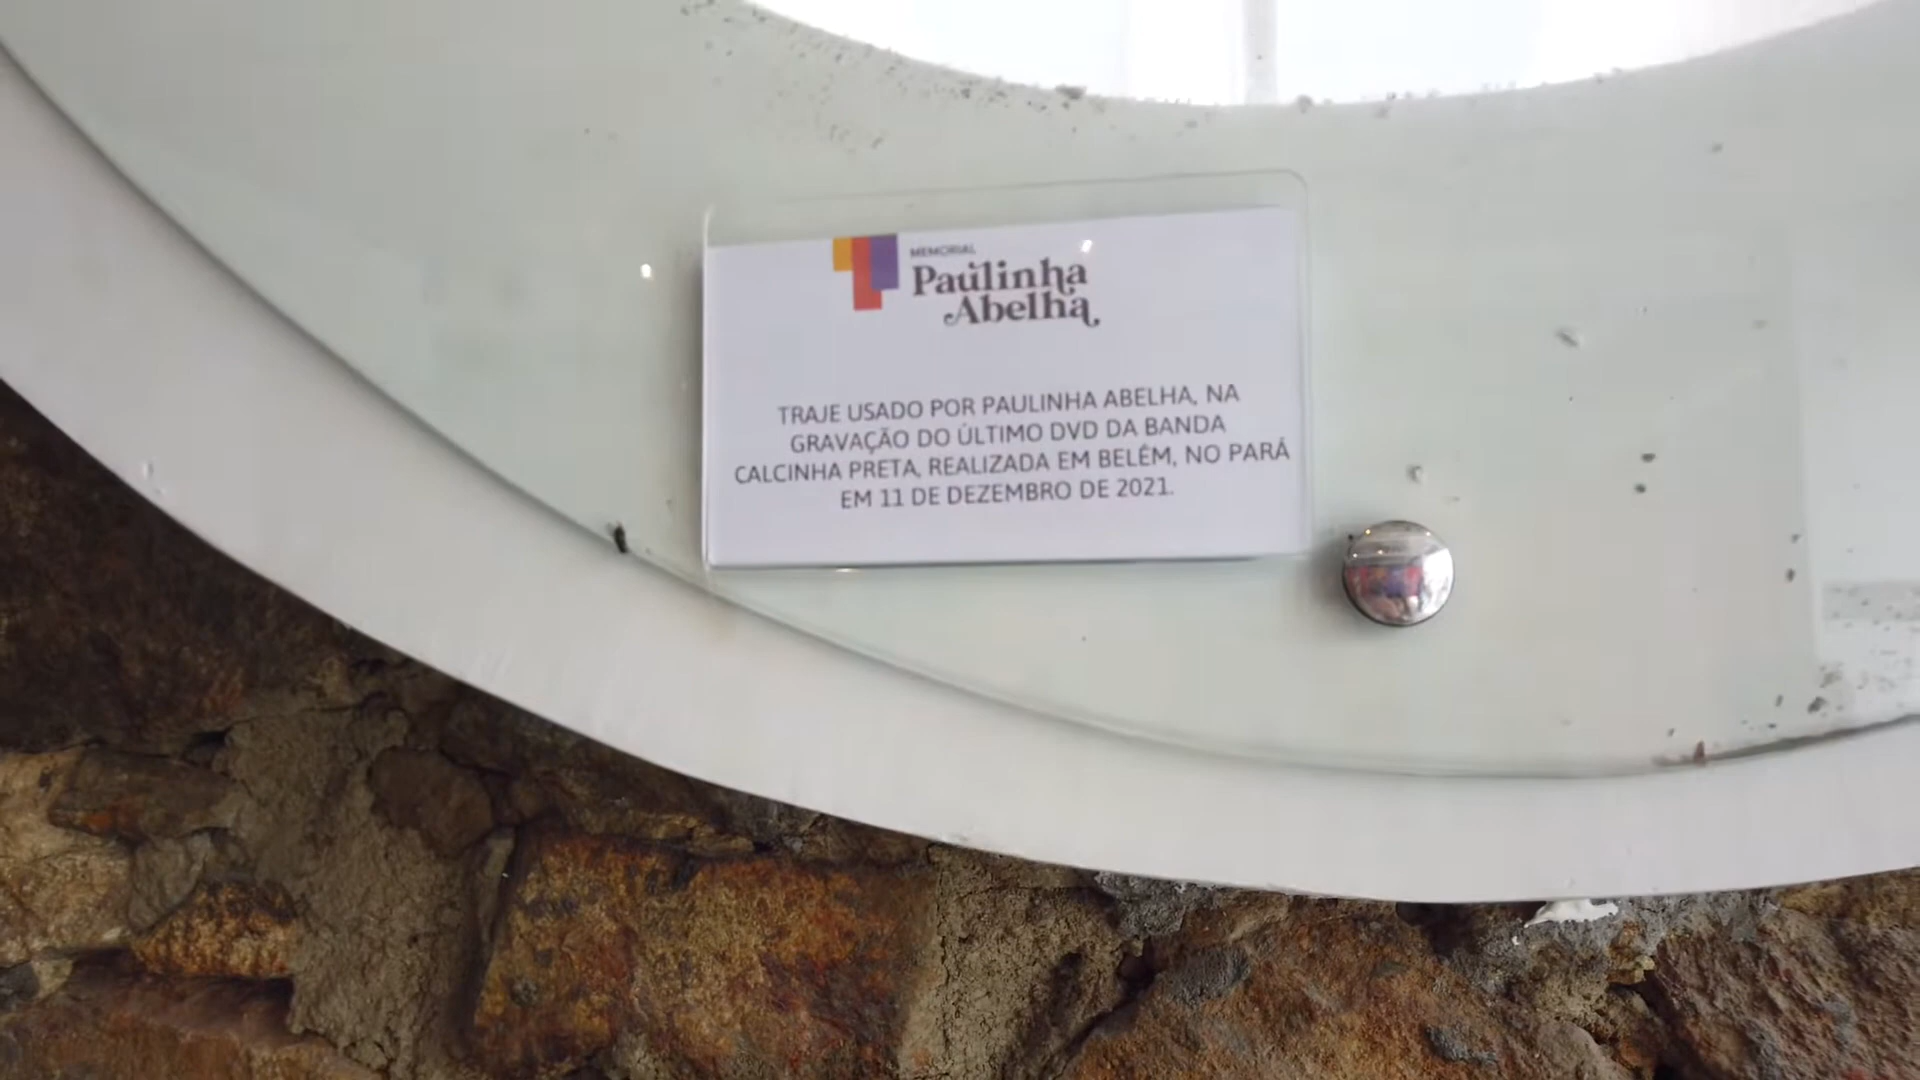 MEMORIAL
Paulinha
Abelha
TRAJE USADO POR PAULINHA ABELHA, NA
GRAVAÇÃO DO ÚLTIMO DVD DA BANDA
CALCINHA PRETA, REALIZADA EM BELÉM, NO PARÁ
EM 11 DE DEZEMBRO DE 2021.